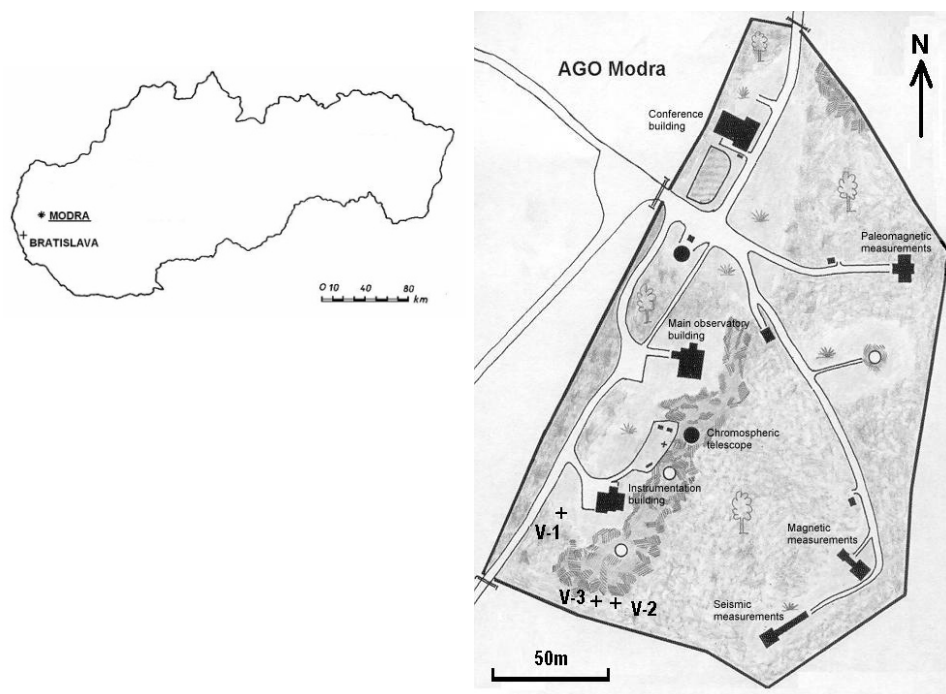 MODRA
BRATISLAVA
0 10 40 80
km
AGO Modra
N
Conference
building
Paleomagnetic
measurements
Main observatory
building
Chromospheric
telescope
Instrumentation
building
V-1
Magnetic
measurements
V-3
V-2
Seismic
measurements
50m